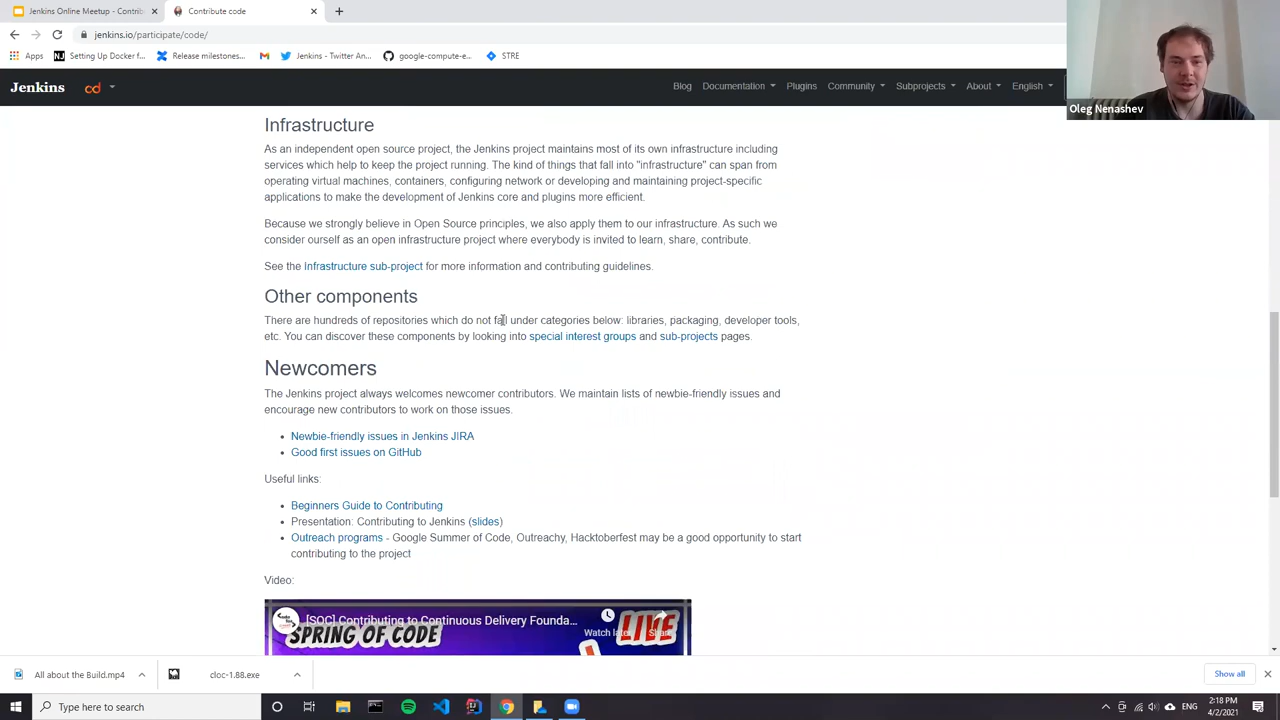 Jenkins Online Meetup - Contrib
Contribute code
jenkins.io/participate/code/
Apps
Setting Up Docker f...
Release milestones...
Jenkins - Twitter An...
google-compute-e...
STRE
Jenkins
Blog
Documentation
Plugins
Community
Subprojects
About
English
Oleg Nenashev
Infrastructure
As an independent open source project, the Jenkins project maintains most of its own infrastructure including
services which help to keep the project running. The kind of things that fall into "infrastructure" can span from
operating virtual machines, containers, configuring network or developing and maintaining project-specific
applications to make the development of Jenkins core and plugins more efficient.
Because we strongly believe in Open Source principles, we also apply them to our infrastructure. As such we
consider ourself as an open infrastructure project where everybody is invited to learn, share, contribute.
See the Infrastructure sub-project for more information and contributing guidelines.
Other components
There are hundreds of repositories which do not fall under categories below: libraries, packaging, developer tools,
etc. You can discover these components by looking into special interest groups and sub-projects pages.
Newcomers
The Jenkins project always welcomes newcomer contributors. We maintain lists of newbie-friendly issues and
encourage new contributors to work on those issues.
• Newbie-friendly issues in Jenkins JIRA
• Good first issues on GitHub
Useful links:
• Beginners Guide to Contributing
• Presentation: Contributing to Jenkins (slides)
• Outreach programs - Google Summer of Code, Outreachy, Hacktoberfest may be a good opportunity to start
contributing to the project
Video:
[SOC] Contributing to Continuous Delivery Founda...
Watch later
Share
SPRING OF CODE
LIVE
All about the Build.mp4
cloc-1.88.exe
Show all
Type here to search
2:18 PM
4/2/2021